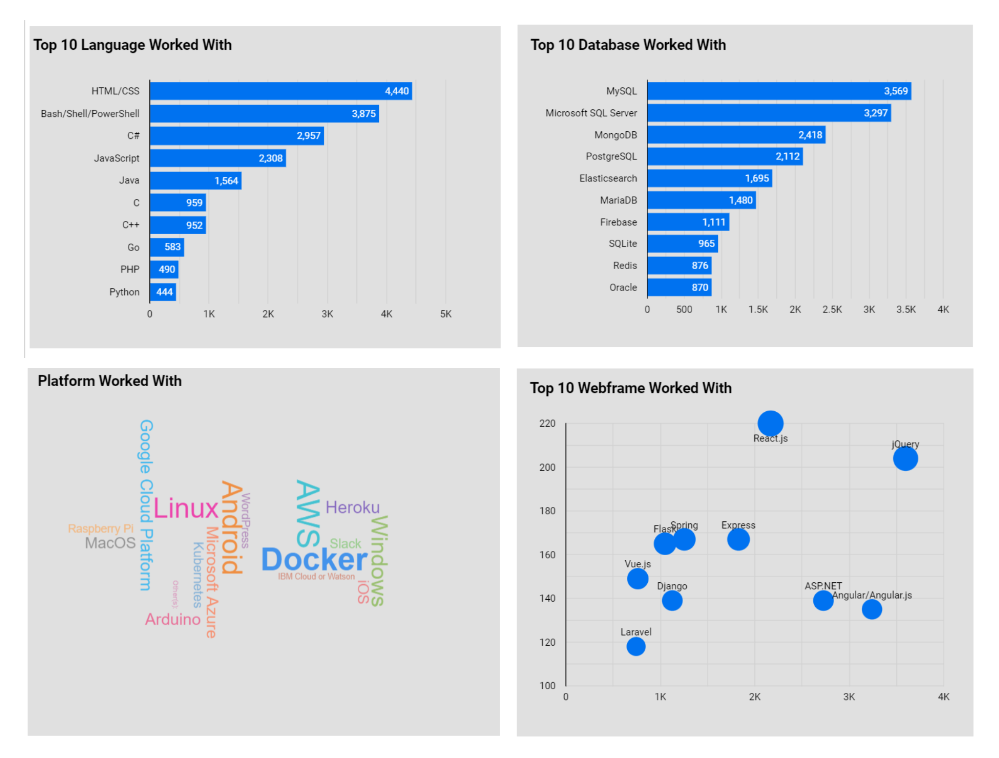 Top 10 Language Worked With
HTML/CSS 4,440
Bash/Shell/PowerShell 3,875
C# 2,957
JavaScript 2,308
Java 1,564
C 959
C++ 952
Go 583
PHP 490
Python 444
0 1K 2K 3K 4K 5K
Top 10 Database Worked With
MySQL 3,569
Microsoft SQL Server 3,297
MongoDB 2,418
PostgreSQL 2,112
Elasticsearch 1,695
MariaDB 1,480
Firebase 1,111
SQLite 965
Redis 876
Oracle 870
0 500 1K 1.5K 2K 2.5K 3K 3.5K 4K
Platform Worked With
Google Cloud Platform
Linux
Android
WordPress
AWS
Heroku
Raspberry Pi
MacOS
Kubernetes
Microsoft Azure
Slack
Windows
Docker
IBM Cloud or Watson
iOS
Arduino
Top 10 Webframe Worked With
220
React.js
jQuery
200
180
Flask
Spring
Express
160
Vue.js
Django
ASP.NET
Angular/Angular.js
140
Laravel
120
100
0 1K 2K 3K 4K